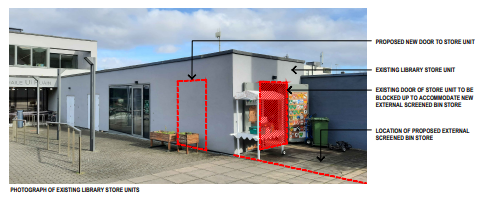 PROPOSED NEW DOOR TO STORE UNIT
EXISTING LIBRARY STORE UNIT
EXISTING DOOR OF STORE UNIT TO BE
BLOCKED UP TO ACCOMMODATE NEW
EXTERNAL SCREENED BIN STORE
LOCATION OF PROPOSED EXTERNAL
SCREENED BIN STORE
PHOTOGRAPH OF EXISTING LIBRARY STORE UNITS